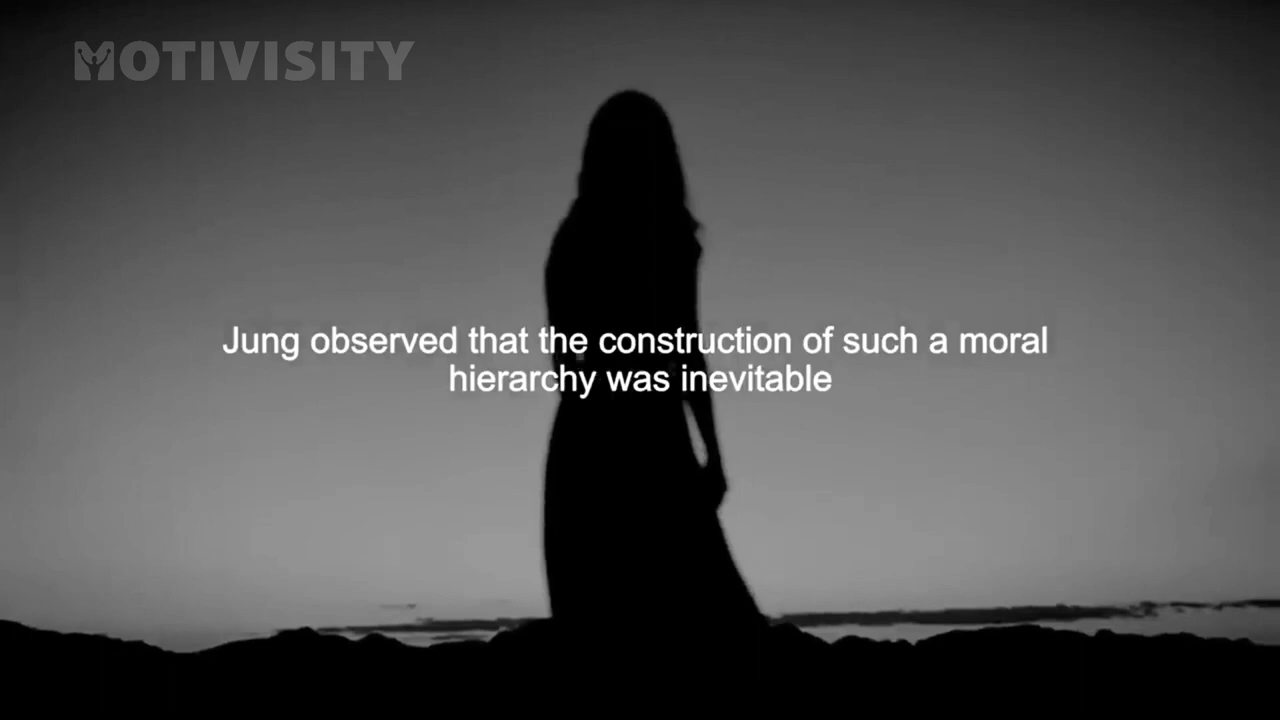 MOTIVISITY
Jung observed that the construction of such a moral
hierarchy was inevitable